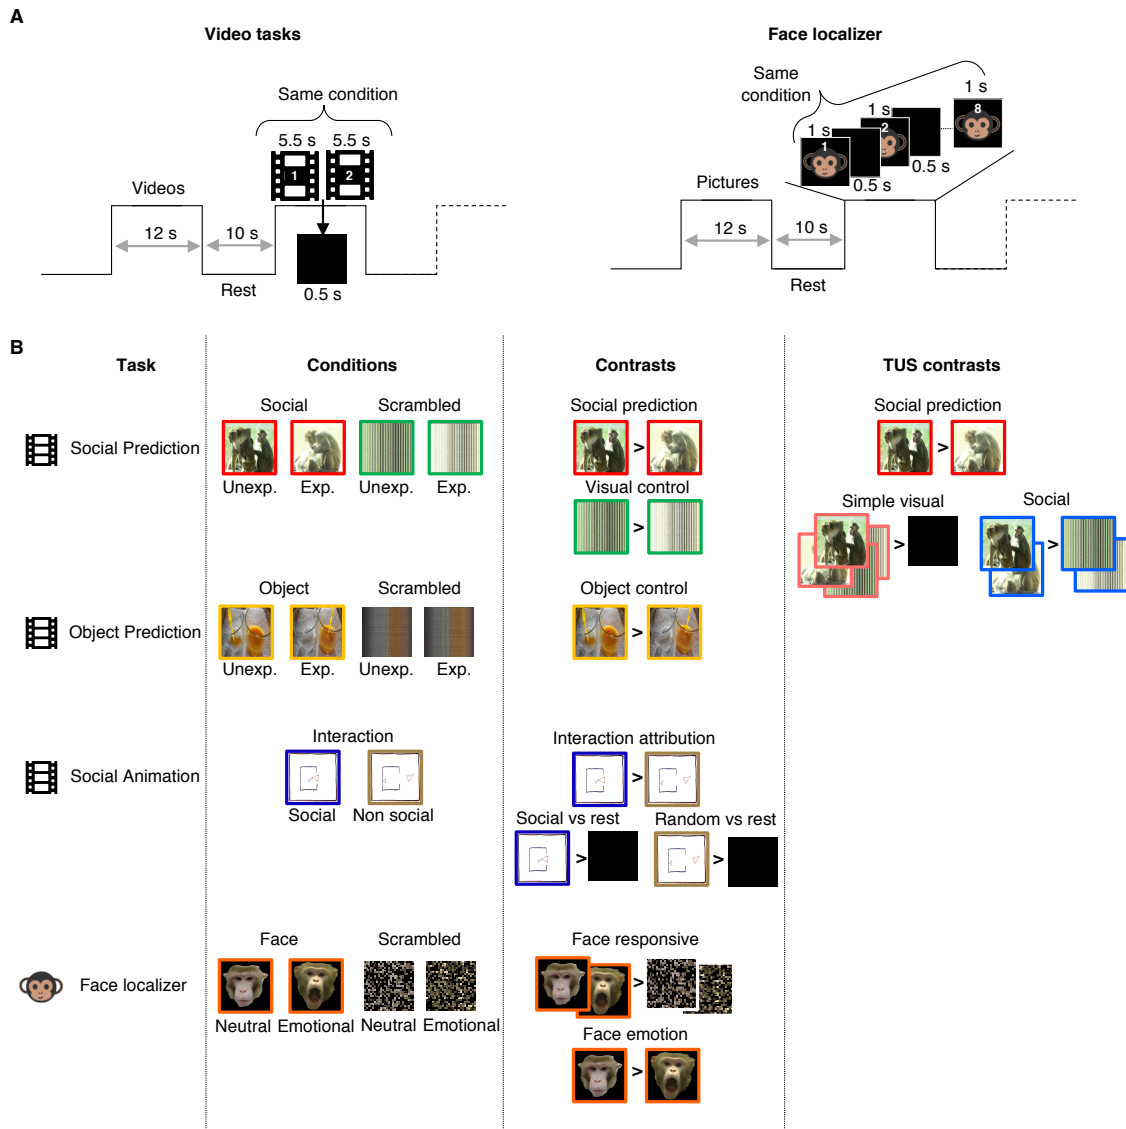 A
Video tasks
Face localizer
Same condition
5.5 s 5.5 s
1 2
Videos
12 s 10 s
Rest
0.5 s
Same
condition
1 s
8
1 s
2
1 s
1
0.5 s
0.5 s
Pictures
12 s 10 s
Rest
B
Task Conditions Contrasts TUS contrasts
Social Scrambled Social prediction Social prediction
Social Prediction > >
Unexp. Exp. Unexp. Exp. Visual control
Simple visual Social
> > >
Object Scrambled Object control
Object Prediction >
Unexp. Exp. Unexp. Exp.
Interaction Interaction attribution
Social Animation >
Social Non social Social vs rest Random vs rest
> >
Face Scrambled Face responsive
Face localizer >
Neutral Emotional Neutral Emotional
Face emotion
>